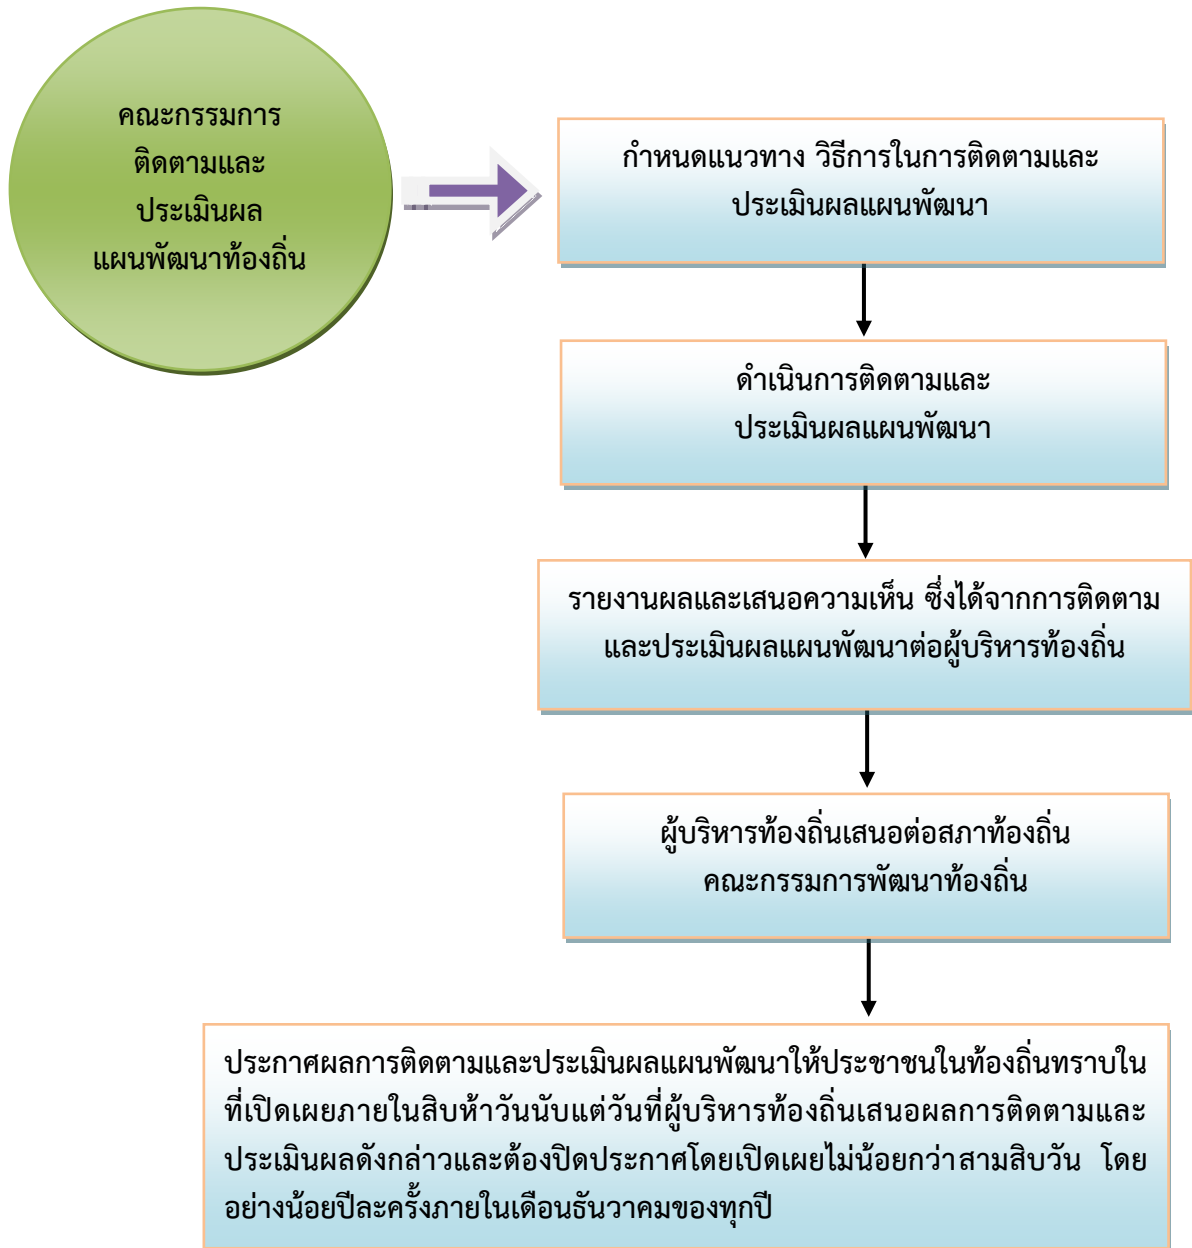 คณะกรรมการ
ติดตามและ
ประเมินผล
แผนพัฒนาท้องถิ่น
กำหนดแนวทาง วิธีการในการติดตามและ
ประเมินผลแผนพัฒนา
ดำเนินการติดตามและ
ประเมินผลแผนพัฒนา
รายงานผลและเสนอความเห็น ซึ่งได้จากการติดตาม
และประเมินผลแผนพัฒนาต่อผู้บริหารท้องถิ่น
ผู้บริหารท้องถิ่นเสนอต่อสภาท้องถิ่น
คณะกรรมการพัฒนาท้องถิ่น
ประกาศผลการติดตามและประเมินผลแผนพัฒนาให้ประชาชนในท้องถิ่นทราบใน
ที่เปิดเผยภายในสิบห้าวันนับแต่วันที่ผู้บริหารท้องถิ่นเสนอผลการติดตามและ
ประเมินผลดังกล่าวและต้องปิดประกาศโดยเปิดเผยไม่น้อยกว่าสามสิบวัน โดย
อย่างน้อยปีละครั้งภายในเดือนธันวาคมของทุกปี